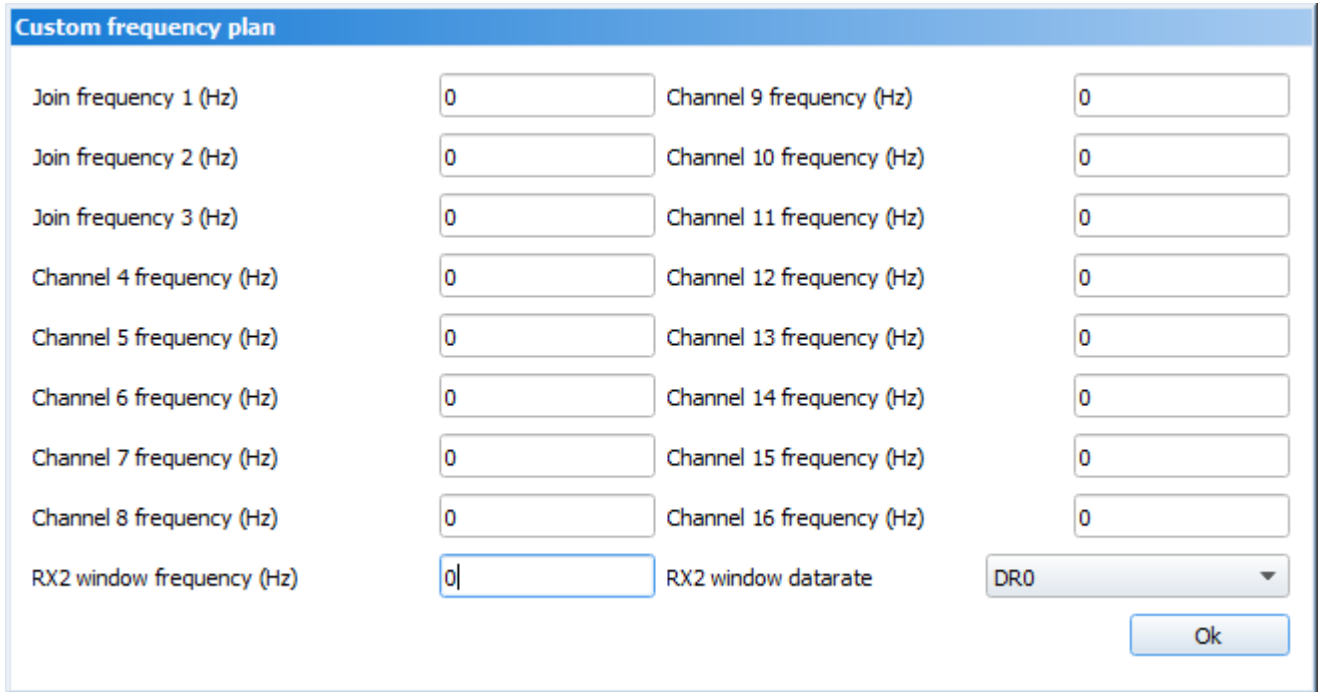 Custom frequency plan
Join frequency 1 (Hz) 0 Channel 9 frequency (Hz) 0
Join frequency 2 (Hz) 0 Channel 10 frequency (Hz) 0
Join frequency 3 (Hz) 0 Channel 11 frequency (Hz) 0
Channel 4 frequency (Hz) 0 Channel 12 frequency (Hz) 0
Channel 5 frequency (Hz) 0 Channel 13 frequency (Hz) 0
Channel 6 frequency (Hz) 0 Channel 14 frequency (Hz) 0
Channel 7 frequency (Hz) 0 Channel 15 frequency (Hz) 0
Channel 8 frequency (Hz) 0 Channel 16 frequency (Hz) 0
RX2 window frequency (Hz) 0 RX2 window datarate DR0
Ok